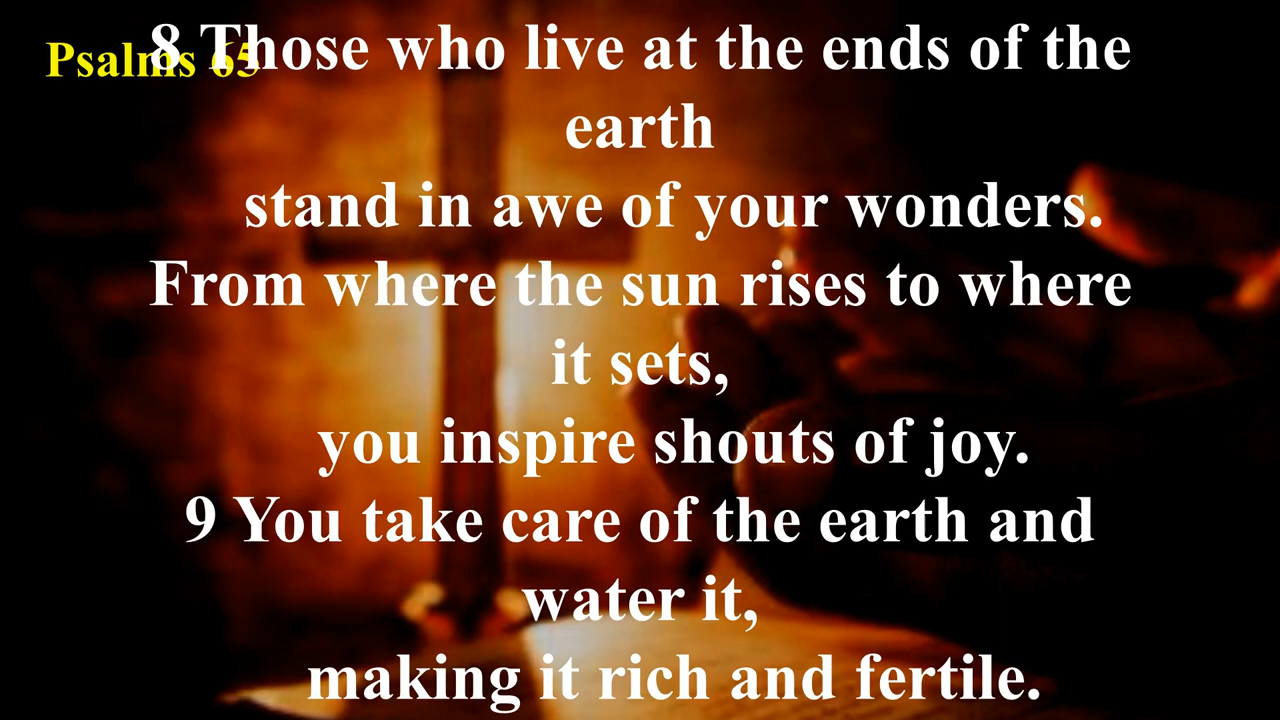 Psalms 65
8 Those who live at the ends of the
earth
stand in awe of your wonders.
From where the sun rises to where
it sets,
you inspire shouts of joy.
9 You take care of the earth and
water it,
making it rich and fertile.